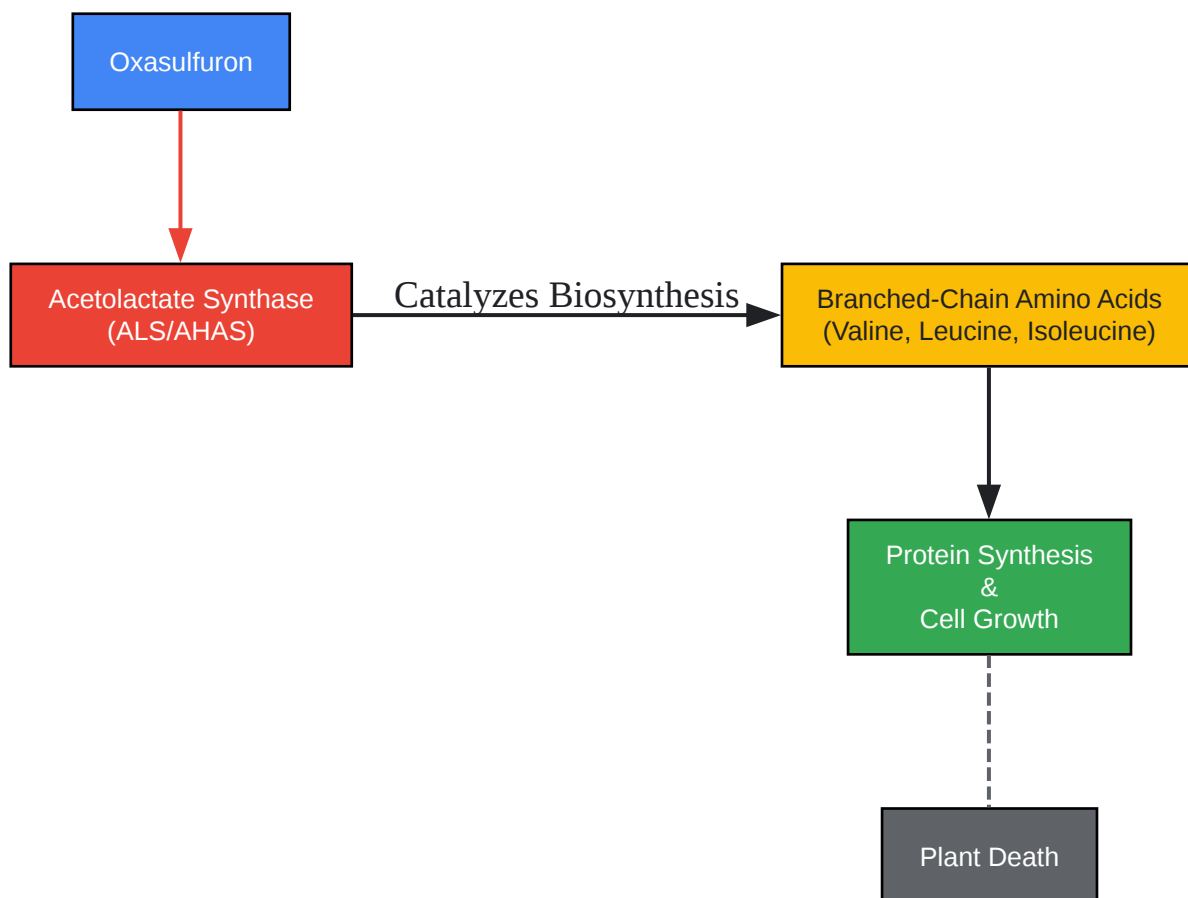 Oxasulfuron
Acetolactate Synthase
(ALS/AHAS)
Catalyzes Biosynthesis
Branched-Chain Amino Acids
(Valine, Leucine, Isoleucine)
Protein Synthesis
&
Cell Growth
Plant Death